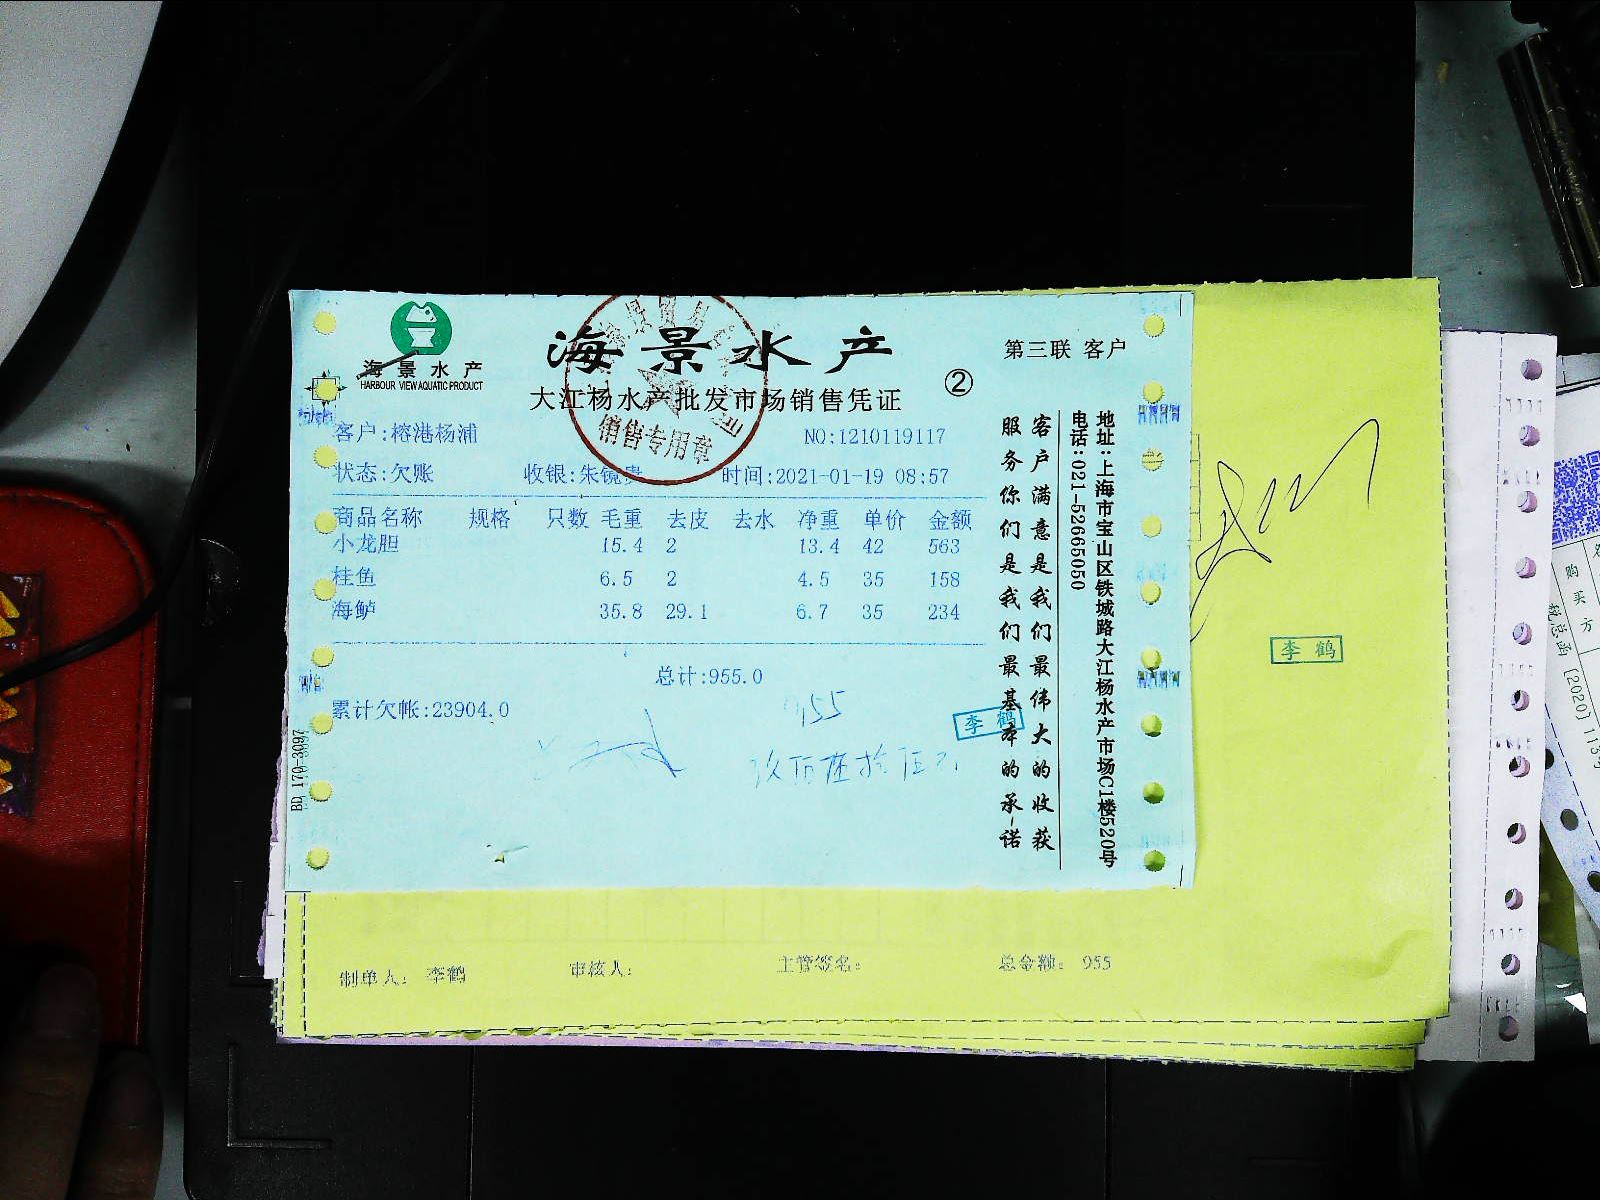 海景水产
HARBOUR VIEW AQUATIC PRODUCT
海景水产
第三联 客户
大江杨水产批发市场销售凭证 ②
销售专用章
客户:榕港杨浦 NO:1210119117
状态:欠账 收银:朱镜贵 时间:2021-01-19 08:57
商品名称 规格 只数 毛重 去皮 去水 净重 单价 金额
小龙胆 15.4 2 13.4 42 563
桂鱼 6.5 2 4.5 35 158
海鲈 35.8 29.1 6.7 35 234
总计:955.0
累计欠帐:23904.0
955
李鹤
BD 170-3097
客户满意是我们最伟大的收获
服务你们是我们最基本的承诺
地址:上海市宝山区铁城路大江杨水产市场C1楼520号
电话:021-52665050
李鹤
制单人: 李鹤 审核人: 主管签名: 总金额: 955
购买方
税总函[2020]